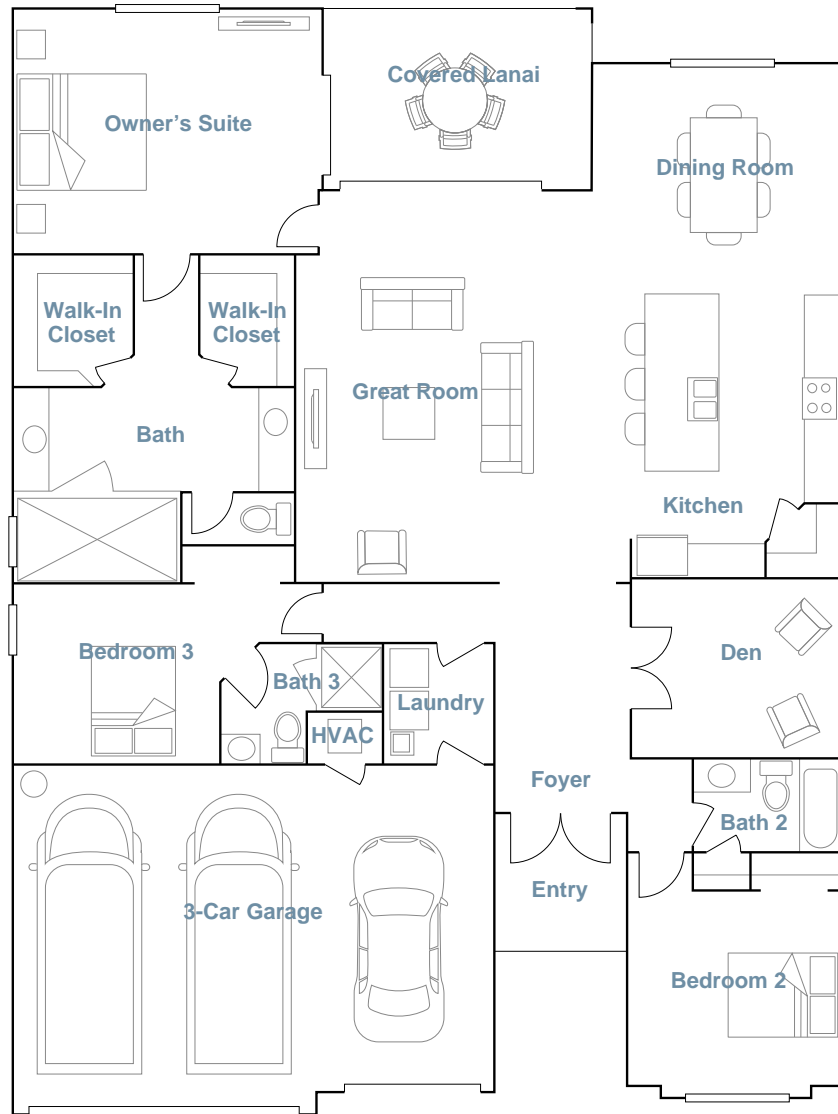 Covered Lanai
Owner's Suite
Dining Room
Walk-In
Closet
Walk-In
Closet
Great Room
Bath
Kitchen
Bedroom 3
Den
Bath 3
Laundry
HVAC
Foyer
Bath 2
Entry
3-Car Garage
Bedroom 2